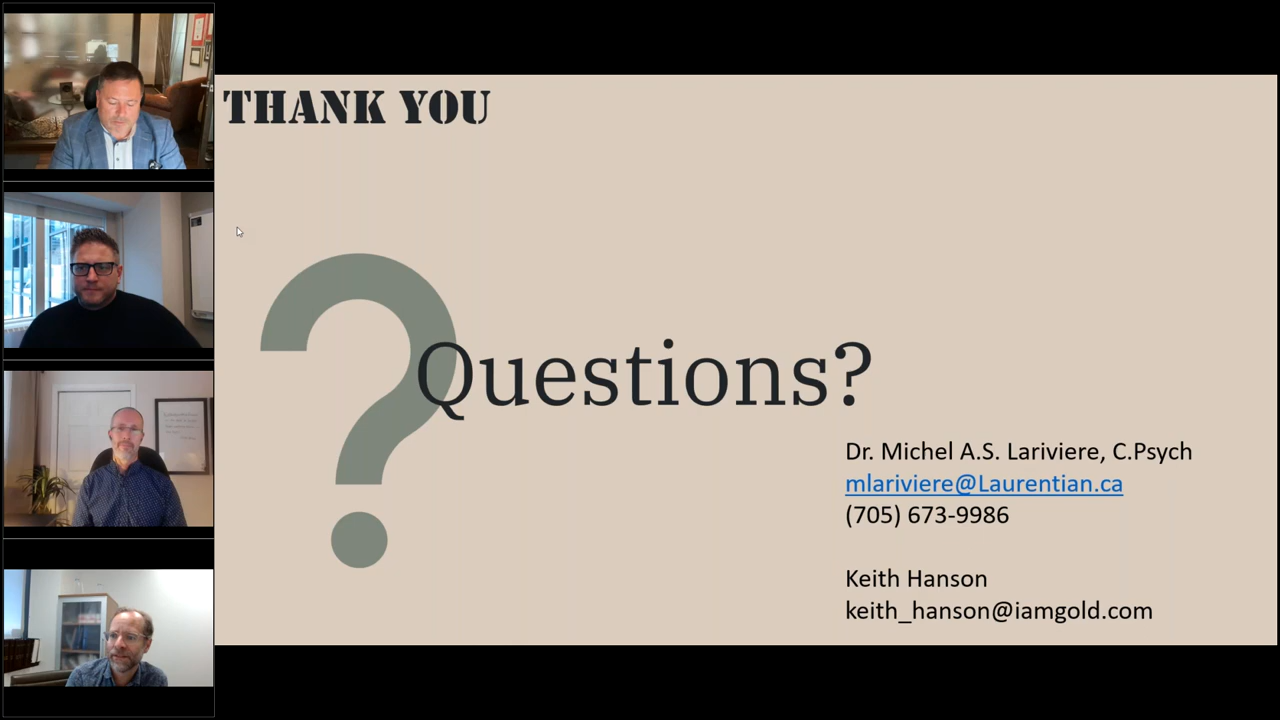 THANK YOU
?
Questions?
Dr. Michel A.S. Lariviere, C.Psych
mlariviere@Laurentian.ca
(705) 673-9986
Keith Hanson
keith_hanson@iamgold.com